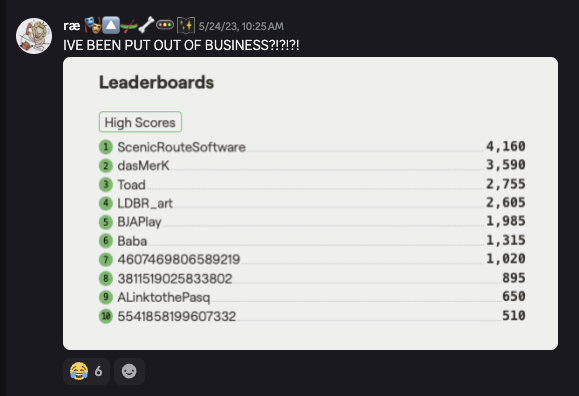 ræ 5/24/23, 10:25 AM
IVE BEEN PUT OUT OF BUSINESS?!?!?!
Leaderboards
High Scores
1 ScenicRouteSoftware 4,160
2 dasMerK 3,590
3 Toad 2,755
4 LDBR_art 2,605
5 BJAPlay 1,985
6 Baba 1,315
7 4607469806589219 1,020
8 3811519025833802 895
9 ALinktothePasq 650
10 5541858199607332 510
6